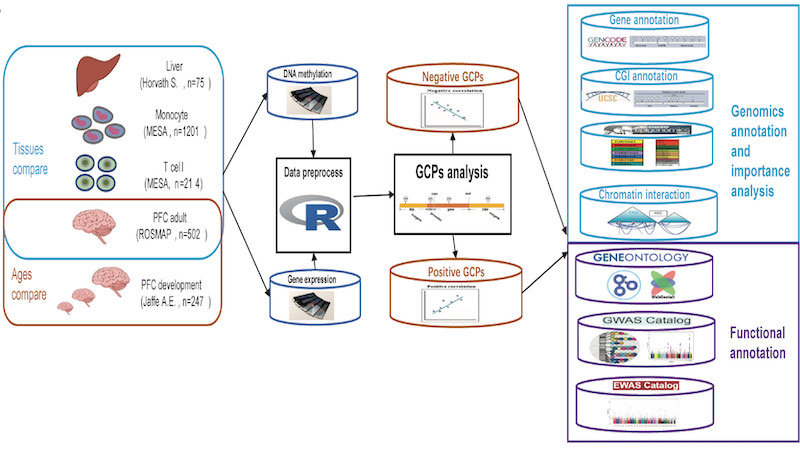 Tissues
compare
Liver
(Horvath S. , n=75 )
Monocyte
(MESA , n=1201 )
T cel l
(MESA, n=21 4)
PFC adult
(ROSMAP , n=502 )
Ages
compare
PFC development
( Jaffe A.E . , n=247 )
DNA methylation
Data preprocess
R
Gene expression
Negative GCPs
Negative correlation
GCPs analysis
Positive GCPs
Positive correlation
Gene annotation
GENCODE
CGI annotation
UCSC
Chromatin interaction
Genomics
annotation
and
importance
analysis
GENEONTOLOGY
WebGestalt
GWAS Catalog
EWAS Catalog
Functional
annotation